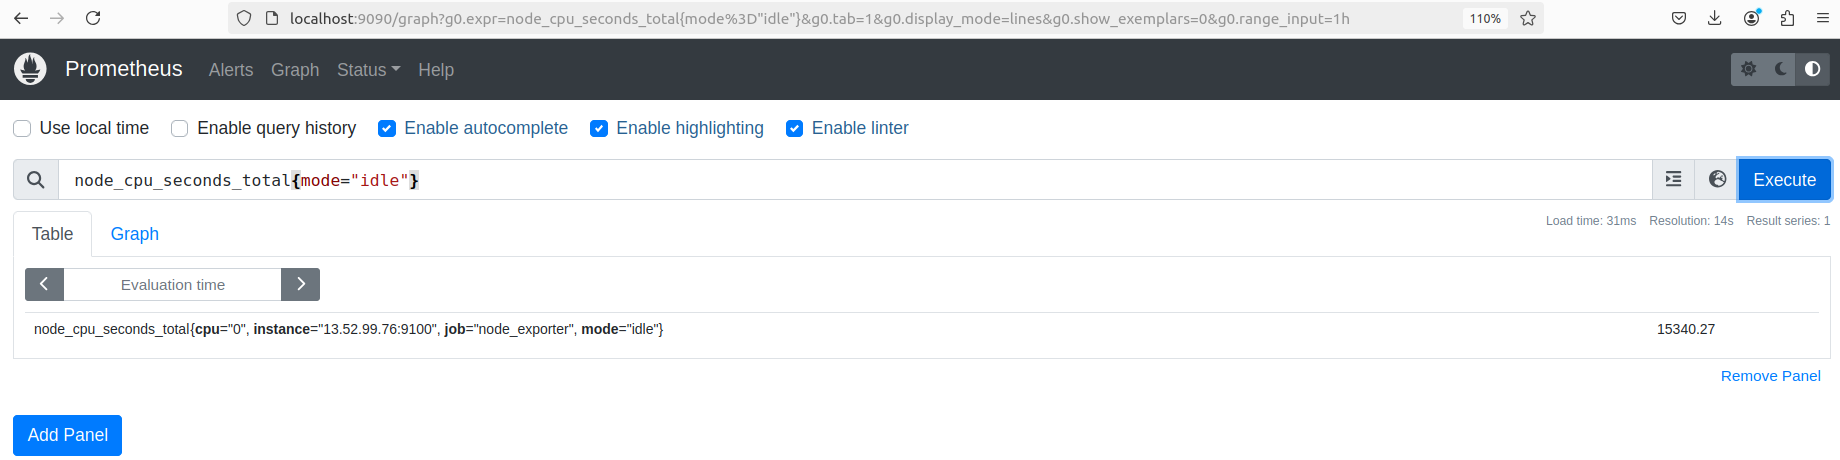 localhost:9090/graph?g0.expr=node_cpu_seconds_total{mode%3D"idle"}&g0.tab=1&g0.display_mode=lines&g0.show_exemplars=0&g0.range_input=1h 110%
Prometheus Alerts Graph Status Help
Use local time Enable query history Enable autocomplete Enable highlighting Enable linter
node_cpu_seconds_total{mode="idle"} Execute
Load time: 31ms Resolution: 14s Result series: 1
Table Graph
Evaluation time
node_cpu_seconds_total{cpu="0", instance="13.52.99.76:9100", job="node_exporter", mode="idle"} 15340.27
Remove Panel
Add Panel